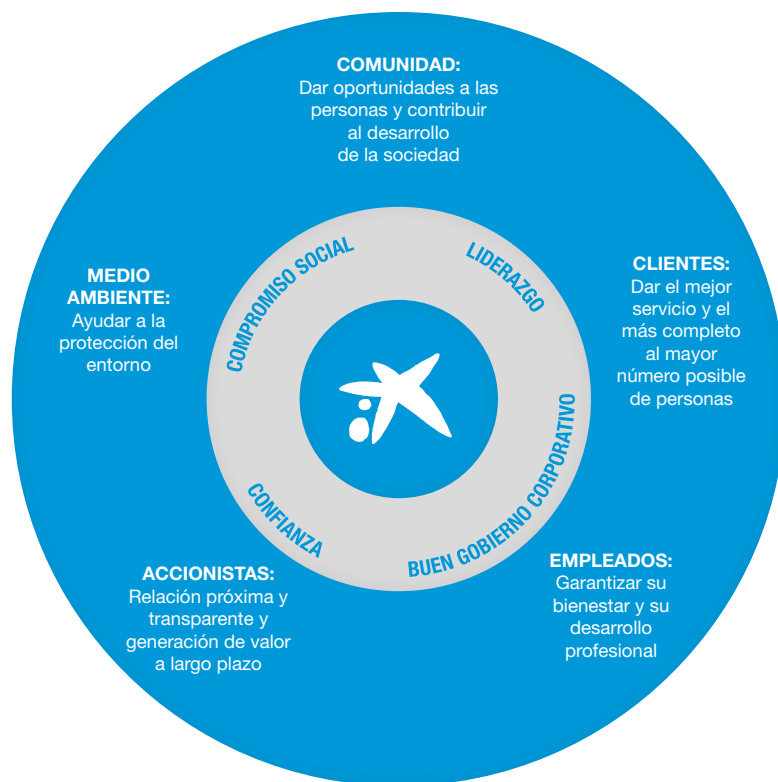 COMUNIDAD:
Dar oportunidades a las
personas y contribuir
al desarrollo
de la sociedad
CLIENTES:
Dar el mejor
servicio y el
más completo
al mayor
número posible
de personas
EMPLEADOS:
Garantizar su
bienestar y su
desarrollo
profesional
ACCIONISTAS:
Relación próxima y
transparente y
generación de valor
a largo plazo
MEDIO
AMBIENTE:
Ayudar a la
protección del
entorno
COMPROMISO SOCIAL
LIDERAZGO
BUEN GOBIERNO CORPORATIVO
CONFIANZA